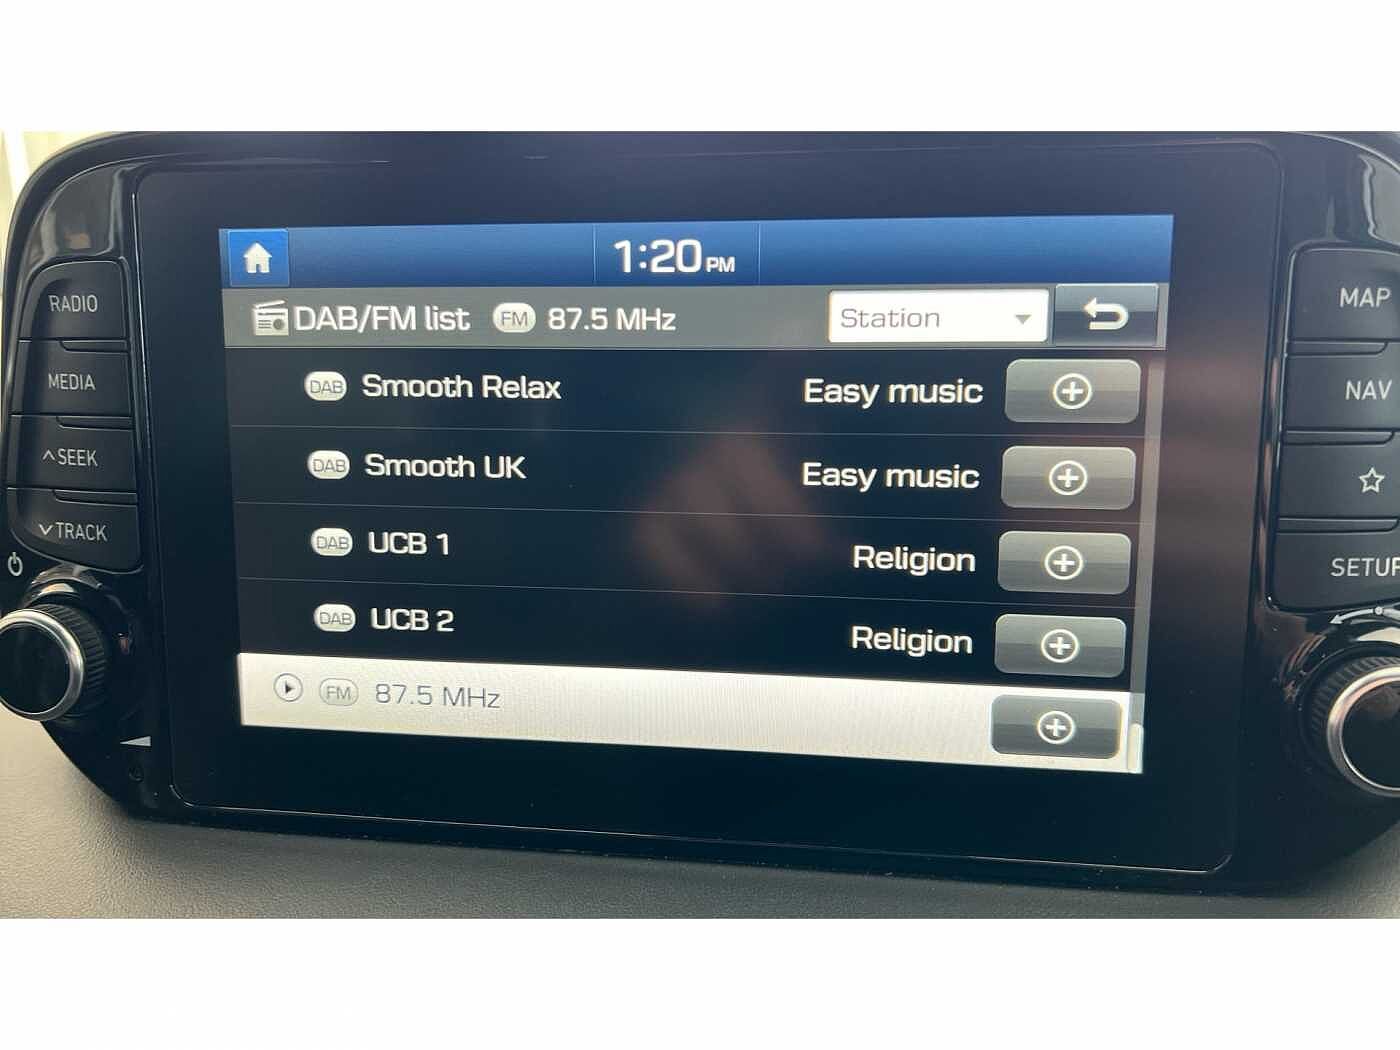 1:20 PM
DAB/FM list FM 87.5 MHz Station
DAB Smooth Relax Easy music
DAB Smooth UK Easy music
DAB UCB 1 Religion
DAB UCB 2 Religion
FM 87.5 MHz
RADIO
MEDIA
SEEK
TRACK
MAP
NAV
SETUP